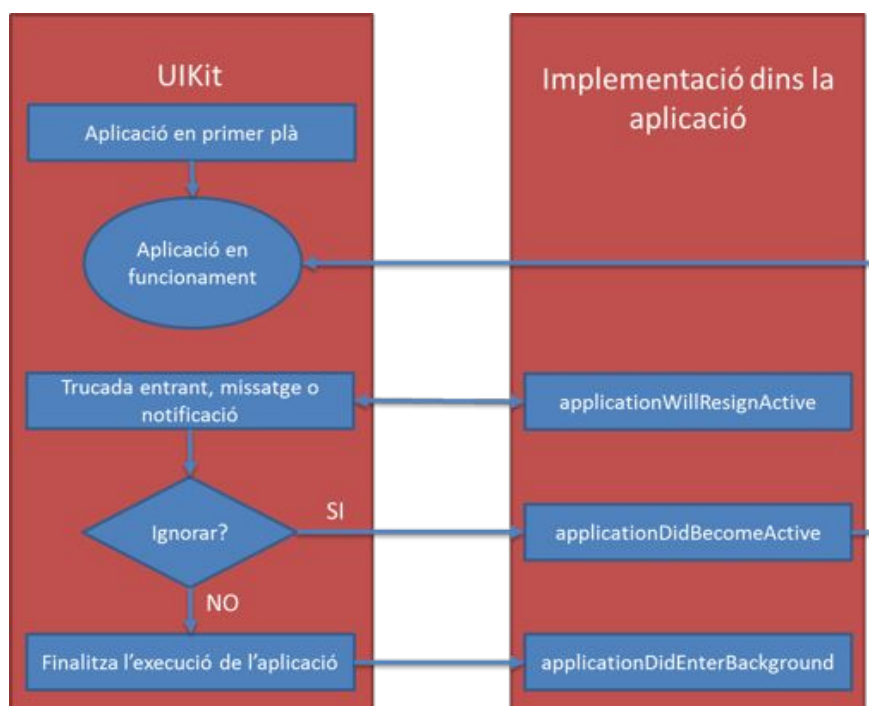 UIKit
Implementació dins la
aplicació
Aplicació en primer plà
Aplicació en
funcionament
Trucada entrant, missatge o
notificació
applicationWillResignActive
Ignorar?
SI
applicationDidBecomeActive
NO
Finalitza l’execució de l’aplicació
applicationDidEnterBackground